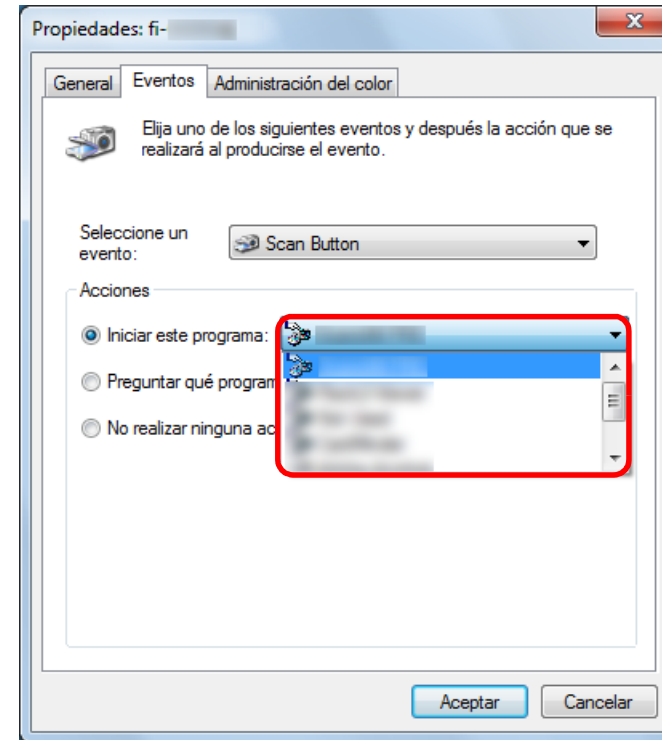 Propiedades: fi-
General
Eventos
Administración del color
Elija uno de los siguientes eventos y después la acción que se
realizará al producirse el evento.
Seleccione un
evento:
Scan Button
Acciones
Iniciar este programa:
Preguntar qué program
No realizar ninguna ac
Aceptar
Cancelar